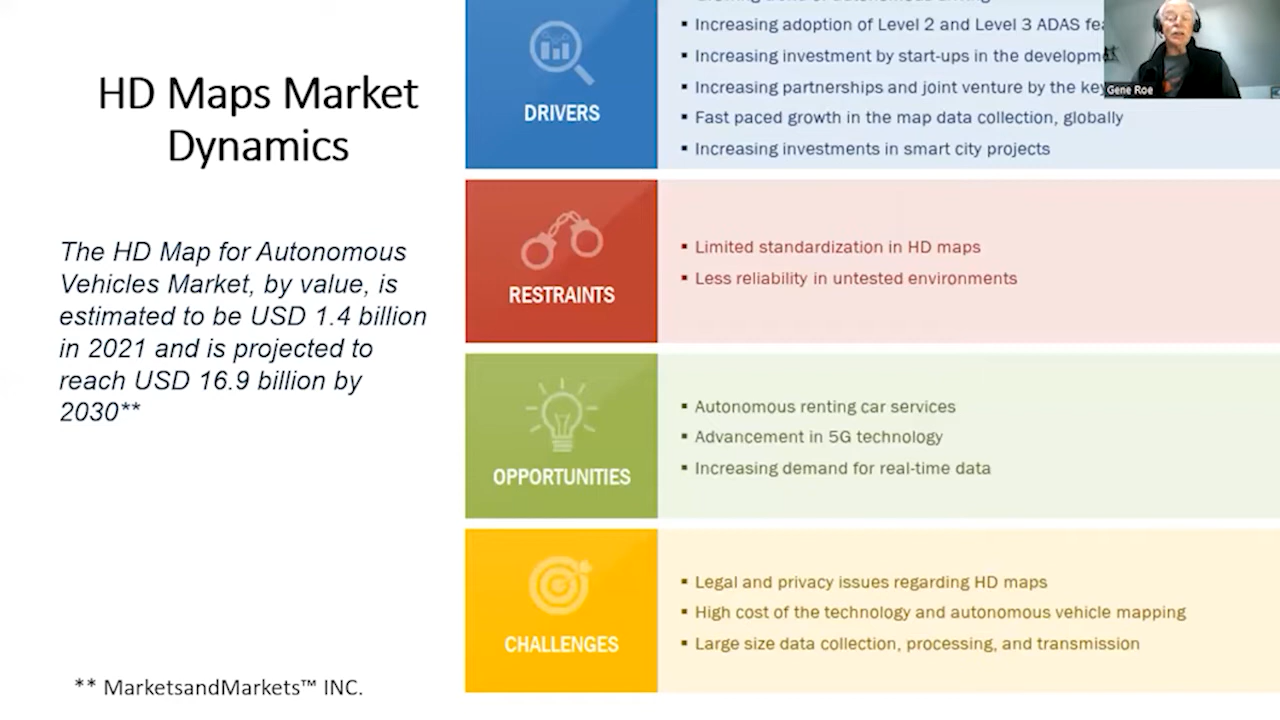 HD Maps Market
Dynamics
The HD Map for Autonomous
Vehicles Market, by value, is
estimated to be USD 1.4 billion
in 2021 and is projected to
reach USD 16.9 billion by
2030**
** MarketsandMarkets™ INC.
DRIVERS
▪ Increasing adoption of Level 2 and Level 3 ADAS
▪ Increasing investment by start-ups in the
▪ Increasing partnerships and joint venture by the
▪ Fast paced growth in the map data collection, globally
▪ Increasing investments in smart city projects
Gene Roe
RESTRAINTS
▪ Limited standardization in HD maps
▪ Less reliability in untested environments
OPPORTUNITIES
▪ Autonomous renting car services
▪ Advancement in 5G technology
▪ Increasing demand for real-time data
CHALLENGES
▪ Legal and privacy issues regarding HD maps
▪ High cost of the technology and autonomous vehicle mapping
▪ Large size data collection, processing, and transmission